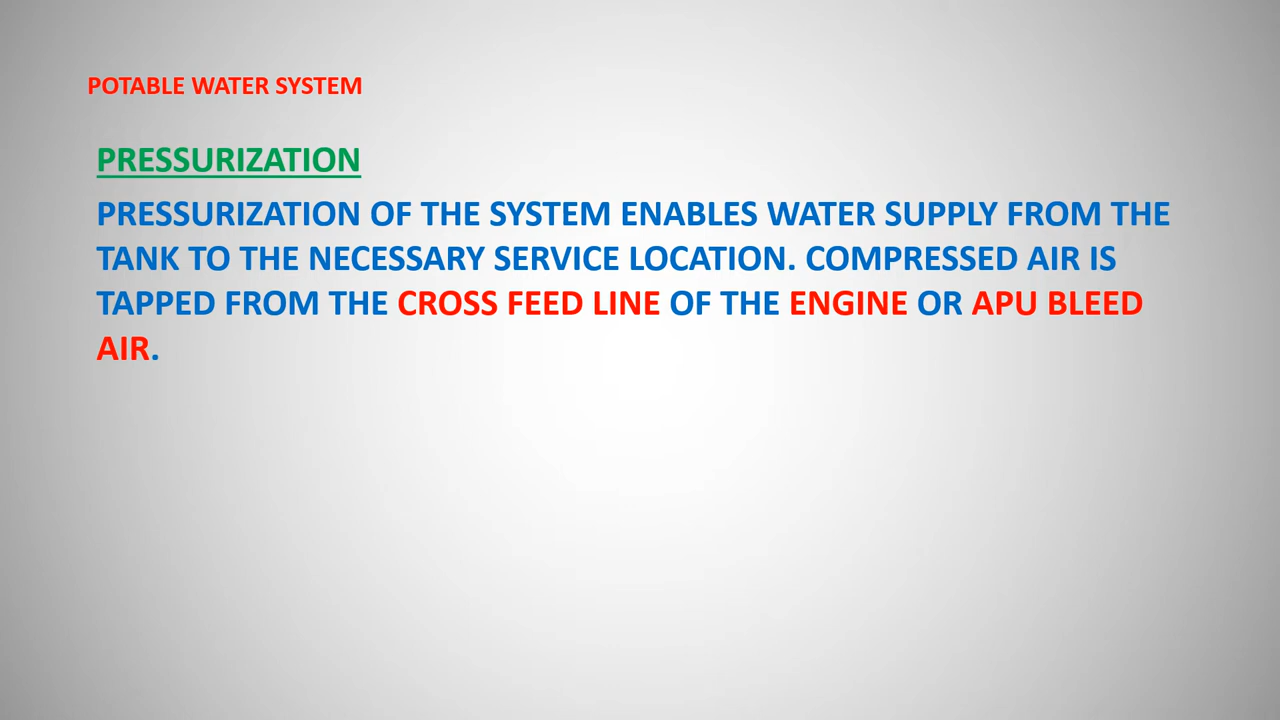 POTABLE WATER SYSTEM
PRESSURIZATION
PRESSURIZATION OF THE SYSTEM ENABLES WATER SUPPLY FROM THE
TANK TO THE NECESSARY SERVICE LOCATION. COMPRESSED AIR IS
TAPPED FROM THE CROSS FEED LINE OF THE ENGINE OR APU BLEED
AIR.